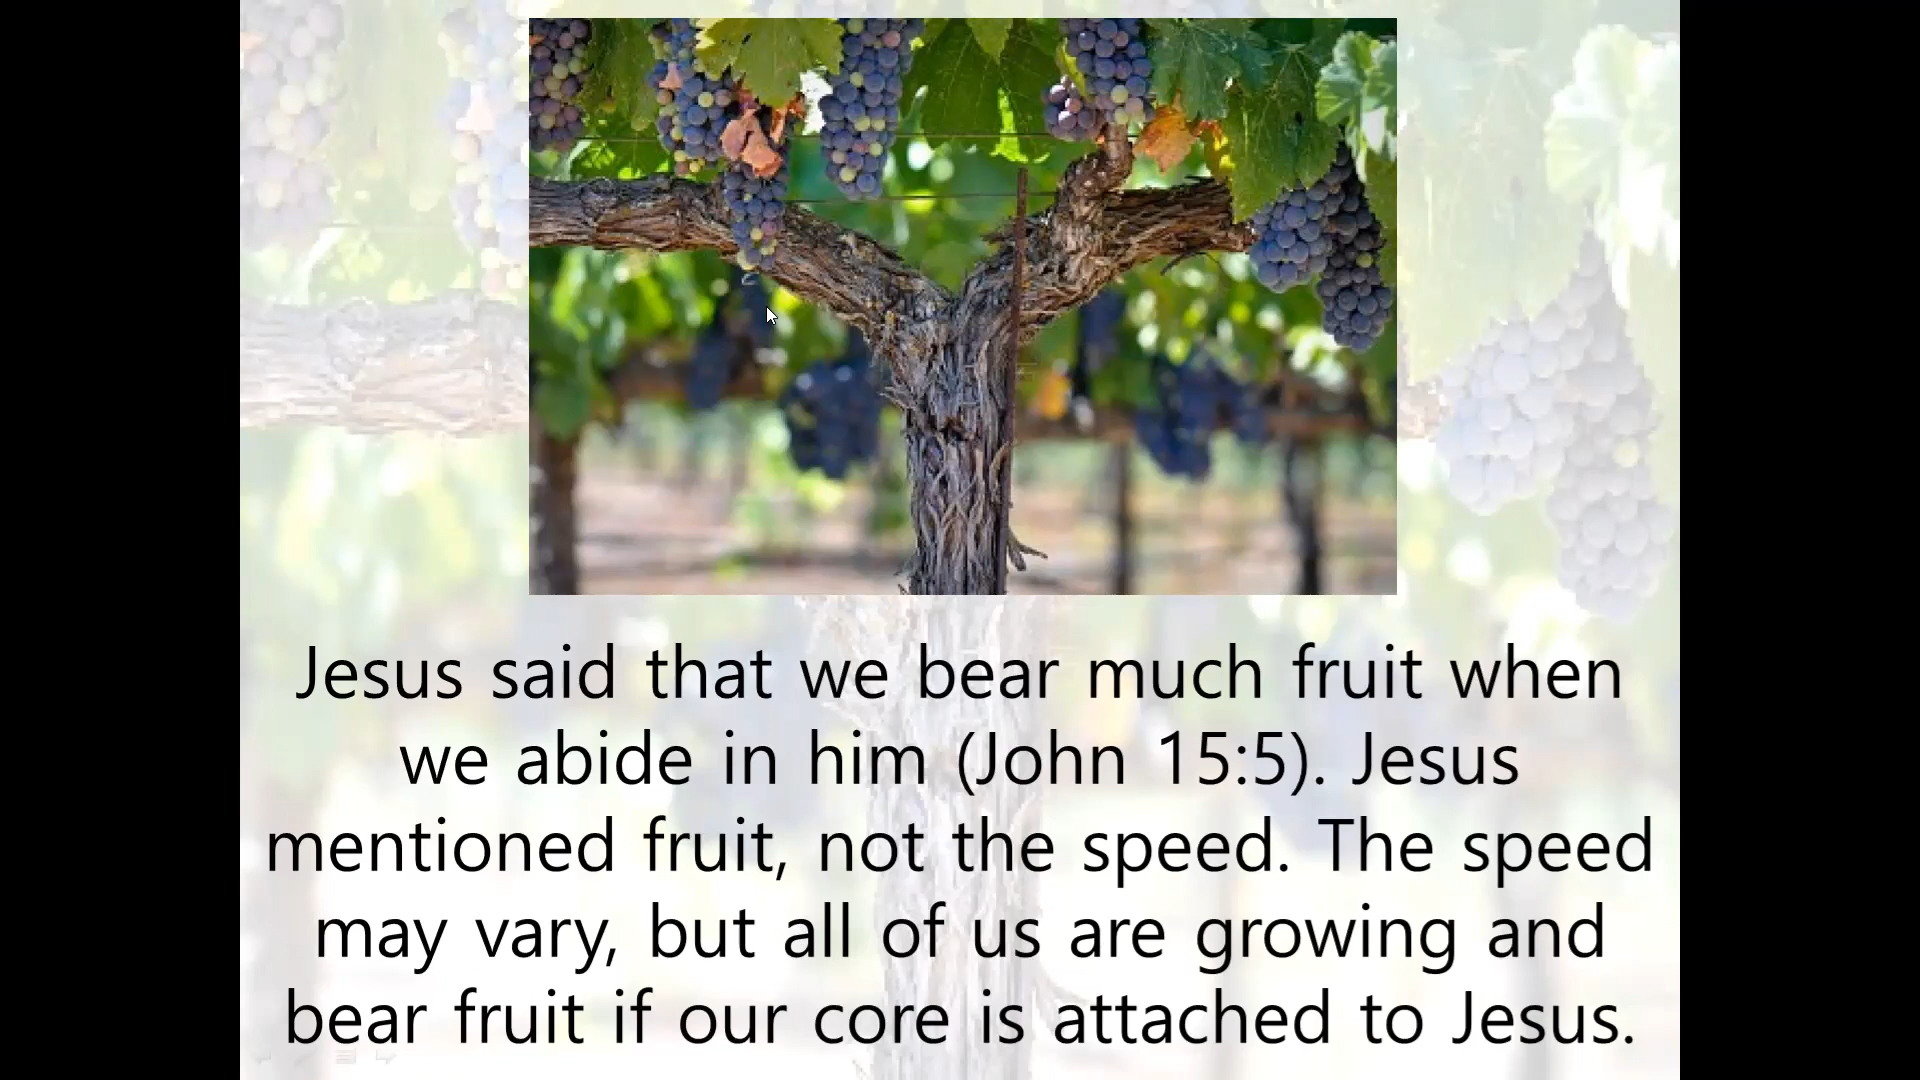 Jesus said that we bear much fruit when
we abide in him (John 15:5). Jesus
mentioned fruit, not the speed. The speed
may vary, but all of us are growing and
bear fruit if our core is attached to Jesus.